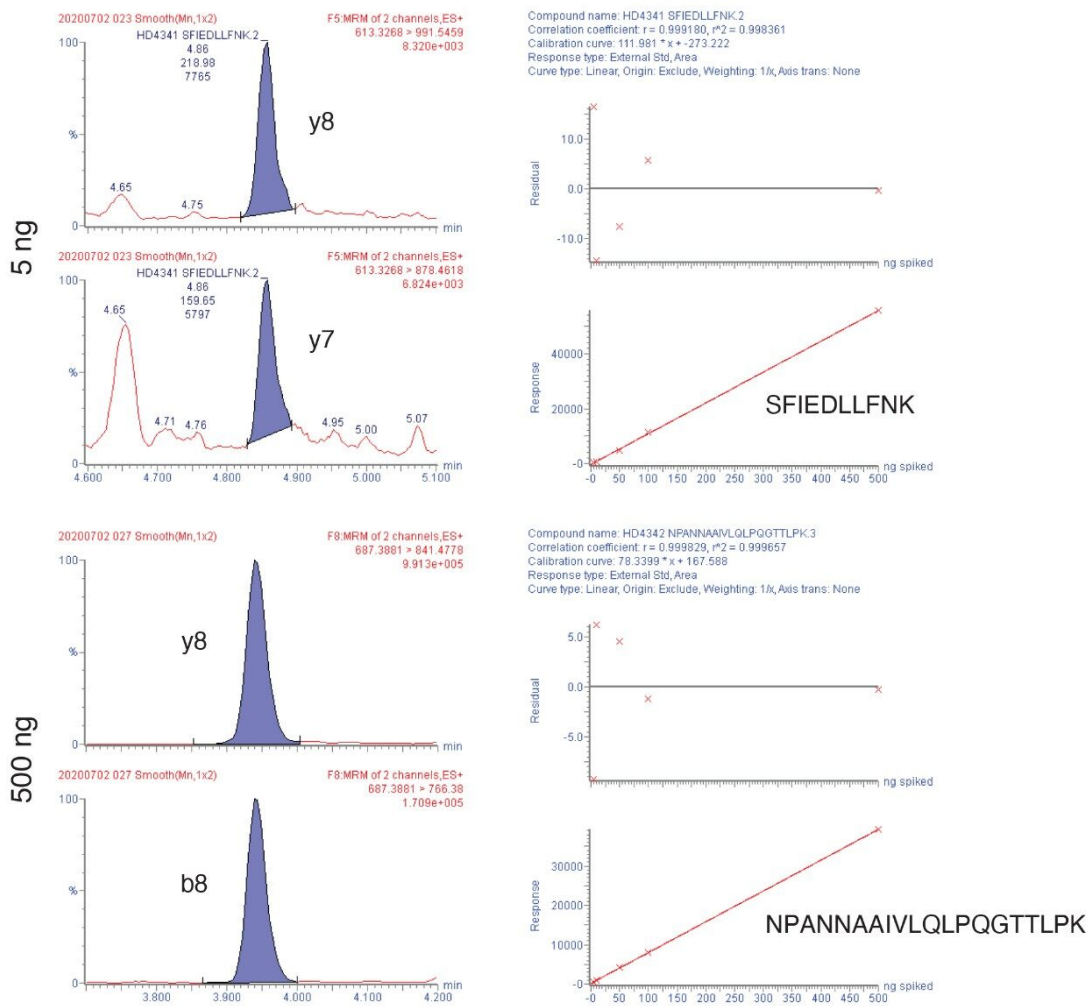 20200702 023 Smooth(Mn,1x2)
F5:MRM of 2 channels,ES+
HD4341 SFIEDLLFNK.2
613.3268 > 991.5459
8.320e+003
4.86
218.98
7765
100
%
0
y8
4.65
4.75
min
5 ng
20200702 023 Smooth(Mn,1x2)
F5:MRM of 2 channels,ES+
HD4341 SFIEDLLFNK.2
613.3268 > 878.4618
6.824e+003
4.86
159.65
5797
100
%
0
y7
4.65
4.71
4.76
4.95
5.00
5.07
min
4.600 4.700 4.800 4.900 5.000 5.100
Compound name: HD4341 SFIEDLLFNK.2
Correlation coefficient: r = 0.999180, r^2 = 0.998361
Calibration curve: 111.981 * x + -273.222
Response type: External Std, Area
Curve type: Linear, Origin: Exclude, Weighting: 1/x, Axis trans: None
10.0
0.0
-10.0
Residual
ng spiked
40000
20000
-0
Response
SFIEDLLFNK
ng spiked
-0 50 100 150 200 250 300 350 400 450 500
20200702 027 Smooth(Mn,1x2)
F8:MRM of 2 channels,ES+
687.3881 > 841.4778
9.913e+005
100
%
0
y8
min
500 ng
20200702 027 Smooth(Mn,1x2)
F8:MRM of 2 channels,ES+
687.3881 > 766.38
1.709e+005
100
%
0
b8
min
3.800 3.900 4.000 4.100 4.200
Compound name: HD4342 NPANNAAIVLQLPQGTTLPK.3
Correlation coefficient: r = 0.999829, r^2 = 0.999657
Calibration curve: 78.3399 * x + 167.588
Response type: External Std, Area
Curve type: Linear, Origin: Exclude, Weighting: 1/x, Axis trans: None
5.0
0.0
-5.0
Residual
ng spiked
30000
20000
10000
-0
Response
NPANNAAIVLQLPQGTTLPK
ng spiked
-0 50 100 150 200 250 300 350 400 450 500